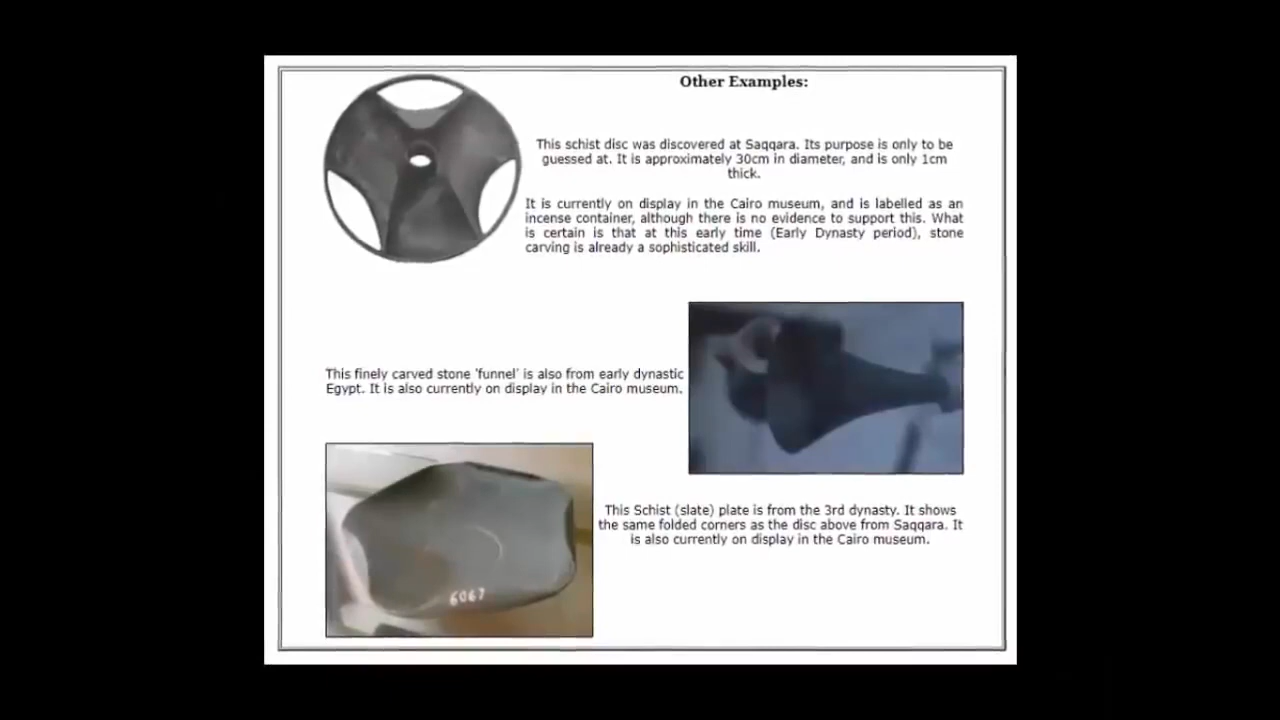 Other Examples:
This schist disc was discovered at Saqqara. Its purpose is only to be
guessed at. It is approximately 30cm in diameter, and is only 1cm
thick.
It is currently on display in the Cairo museum, and is labelled as an
incense container, although there is no evidence to support this. What
is certain is that at this early time (Early Dynasty period), stone
carving is already a sophisticated skill.
This finely carved stone 'funnel' is also from early dynastic
Egypt. It is also currently on display in the Cairo museum.
This Schist (slate) plate is from the 3rd dynasty. It shows
the same folded corners as the disc above from Saqqara. It
is also currently on display in the Cairo museum.
6067